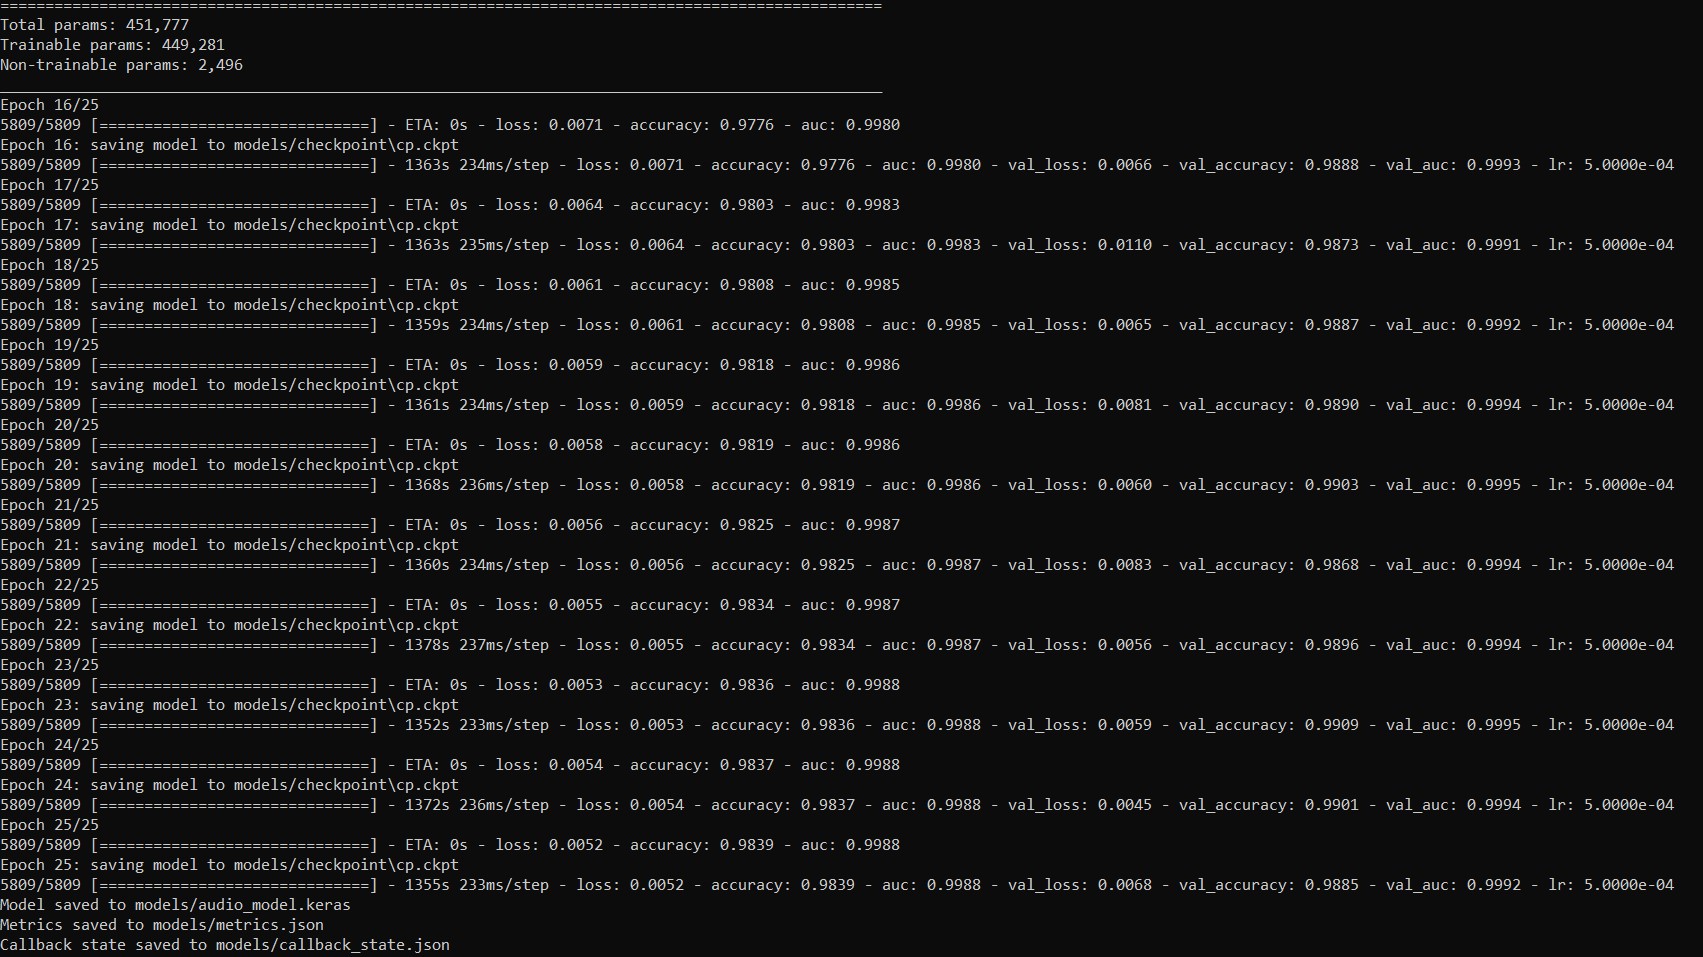 ==================================================================================================
Total params: 451,777
Trainable params: 449,281
Non-trainable params: 2,496
__________________________________________________________________________________________________
Epoch 16/25
5809/5809 [==============================] - ETA: 0s - loss: 0.0071 - accuracy: 0.9776 - auc: 0.9980
Epoch 16: saving model to models/checkpoint\cp.ckpt
5809/5809 [==============================] - 1363s 234ms/step - loss: 0.0071 - accuracy: 0.9776 - auc: 0.9980 - val_loss: 0.0066 - val_accuracy: 0.9888 - val_auc: 0.9993 - lr: 5.0000e-04
Epoch 17/25
5809/5809 [==============================] - ETA: 0s - loss: 0.0064 - accuracy: 0.9803 - auc: 0.9983
Epoch 17: saving model to models/checkpoint\cp.ckpt
5809/5809 [==============================] - 1363s 235ms/step - loss: 0.0064 - accuracy: 0.9803 - auc: 0.9983 - val_loss: 0.0110 - val_accuracy: 0.9873 - val_auc: 0.9991 - lr: 5.0000e-04
Epoch 18/25
5809/5809 [==============================] - ETA: 0s - loss: 0.0061 - accuracy: 0.9808 - auc: 0.9985
Epoch 18: saving model to models/checkpoint\cp.ckpt
5809/5809 [==============================] - 1359s 234ms/step - loss: 0.0061 - accuracy: 0.9808 - auc: 0.9985 - val_loss: 0.0065 - val_accuracy: 0.9887 - val_auc: 0.9992 - lr: 5.0000e-04
Epoch 19/25
5809/5809 [==============================] - ETA: 0s - loss: 0.0059 - accuracy: 0.9818 - auc: 0.9986
Epoch 19: saving model to models/checkpoint\cp.ckpt
5809/5809 [==============================] - 1361s 234ms/step - loss: 0.0059 - accuracy: 0.9818 - auc: 0.9986 - val_loss: 0.0081 - val_accuracy: 0.9890 - val_auc: 0.9994 - lr: 5.0000e-04
Epoch 20/25
5809/5809 [==============================] - ETA: 0s - loss: 0.0058 - accuracy: 0.9819 - auc: 0.9986
Epoch 20: saving model to models/checkpoint\cp.ckpt
5809/5809 [==============================] - 1368s 236ms/step - loss: 0.0058 - accuracy: 0.9819 - auc: 0.9986 - val_loss: 0.0060 - val_accuracy: 0.9903 - val_auc: 0.9995 - lr: 5.0000e-04
Epoch 21/25
5809/5809 [==============================] - ETA: 0s - loss: 0.0056 - accuracy: 0.9825 - auc: 0.9987
Epoch 21: saving model to models/checkpoint\cp.ckpt
5809/5809 [==============================] - 1360s 234ms/step - loss: 0.0056 - accuracy: 0.9825 - auc: 0.9987 - val_loss: 0.0083 - val_accuracy: 0.9868 - val_auc: 0.9994 - lr: 5.0000e-04
Epoch 22/25
5809/5809 [==============================] - ETA: 0s - loss: 0.0055 - accuracy: 0.9834 - auc: 0.9987
Epoch 22: saving model to models/checkpoint\cp.ckpt
5809/5809 [==============================] - 1378s 237ms/step - loss: 0.0055 - accuracy: 0.9834 - auc: 0.9987 - val_loss: 0.0056 - val_accuracy: 0.9896 - val_auc: 0.9994 - lr: 5.0000e-04
Epoch 23/25
5809/5809 [==============================] - ETA: 0s - loss: 0.0053 - accuracy: 0.9836 - auc: 0.9988
Epoch 23: saving model to models/checkpoint\cp.ckpt
5809/5809 [==============================] - 1352s 233ms/step - loss: 0.0053 - accuracy: 0.9836 - auc: 0.9988 - val_loss: 0.0059 - val_accuracy: 0.9909 - val_auc: 0.9995 - lr: 5.0000e-04
Epoch 24/25
5809/5809 [==============================] - ETA: 0s - loss: 0.0054 - accuracy: 0.9837 - auc: 0.9988
Epoch 24: saving model to models/checkpoint\cp.ckpt
5809/5809 [==============================] - 1372s 236ms/step - loss: 0.0054 - accuracy: 0.9837 - auc: 0.9988 - val_loss: 0.0045 - val_accuracy: 0.9901 - val_auc: 0.9994 - lr: 5.0000e-04
Epoch 25/25
5809/5809 [==============================] - ETA: 0s - loss: 0.0052 - accuracy: 0.9839 - auc: 0.9988
Epoch 25: saving model to models/checkpoint\cp.ckpt
5809/5809 [==============================] - 1355s 233ms/step - loss: 0.0052 - accuracy: 0.9839 - auc: 0.9988 - val_loss: 0.0068 - val_accuracy: 0.9885 - val_auc: 0.9992 - lr: 5.0000e-04
Model saved to models/audio_model.keras
Metrics saved to models/metrics.json
Callback state saved to models/callback_state.json